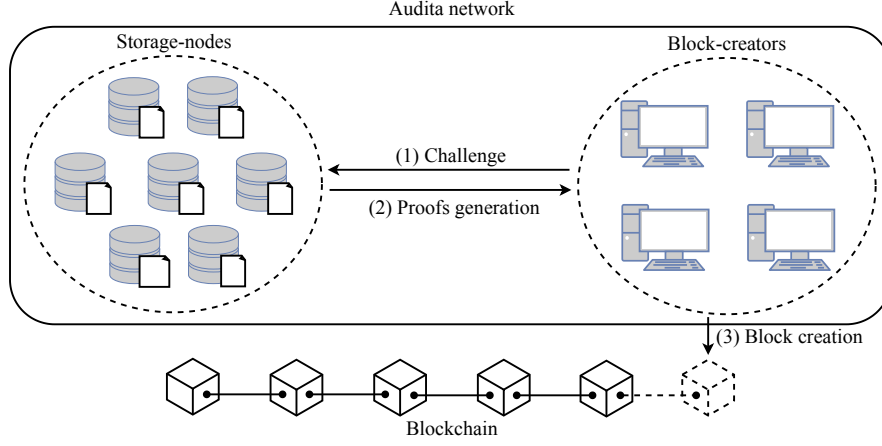 Audita network
Storage-nodes
Block-creators
(1) Challenge
(2) Proofs generation
(3) Block creation
Blockchain